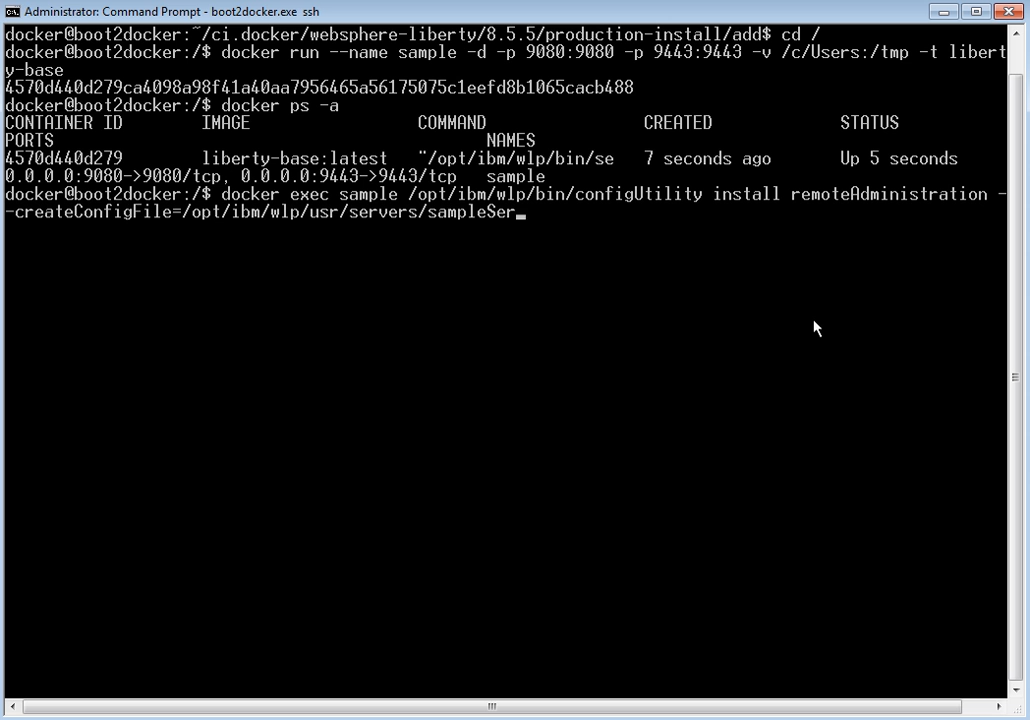 Administrator: Command Prompt - boot2docker.exe ssh
docker@boot2docker:~/ci.docker/websphere-liberty/8.5.5/production-install/add$ cd /
docker@boot2docker:/$ docker run --name sample -d -p 9080:9080 -p 9443:9443 -v /c/Users:/tmp -t libert
y-base
4570d440d279ca4098a98f41a40aa7956465a56175075c1eefd8b1065cacb488
docker@boot2docker:/$ docker ps -a
CONTAINER ID IMAGE COMMAND CREATED STATUS
PORTS NAMES
4570d440d279 liberty-base:latest "/opt/ibm/wlp/bin/se 7 seconds ago Up 5 seconds
0.0.0.0:9080->9080/tcp, 0.0.0.0:9443->9443/tcp sample
docker@boot2docker:/$ docker exec sample /opt/ibm/wlp/bin/configUtility install remoteAdministration -
-createConfigFile=/opt/ibm/wlp/usr/servers/sampleSer_